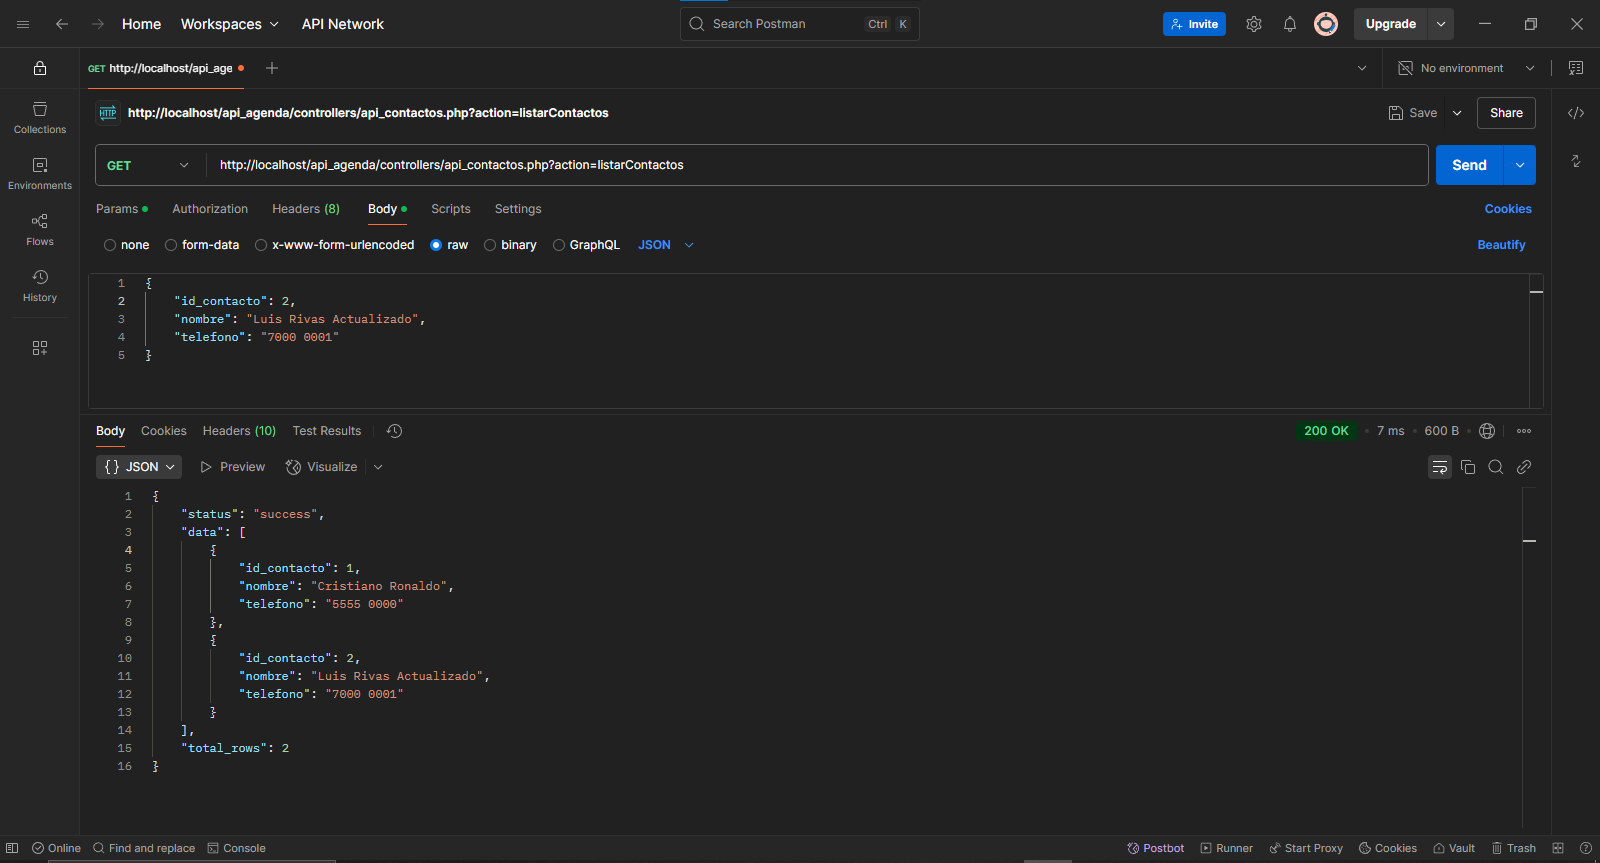 Home Workspaces API Network Search Postman Ctrl K Invite Upgrade
GET http://localhost/api_age No environment
HTTP http://localhost/api_agenda/controllers/api_contactos.php?action=listarContactos Save Share
GET http://localhost/api_agenda/controllers/api_contactos.php?action=listarContactos Send
Collections
Environments
Flows
History
Params Authorization Headers (8) Body Scripts Settings Cookies
none form-data x-www-form-urlencoded raw binary GraphQL JSON Beautify
1 {
2 "id_contacto": 2,
3 "nombre": "Luis Rivas Actualizado",
4 "telefono": "7000 0001"
5 }
Body Cookies Headers (10) Test Results 200 OK • 7 ms • 600 B •
{} JSON Preview Visualize
1 {
2 "status": "success",
3 "data": [
4 {
5 "id_contacto": 1,
6 "nombre": "Cristiano Ronaldo",
7 "telefono": "5555 0000"
8 },
9 {
10 "id_contacto": 2,
11 "nombre": "Luis Rivas Actualizado",
12 "telefono": "7000 0001"
13 }
14 ],
15 "total_rows": 2
16 }
Online Find and replace Console Postbot Runner Start Proxy Cookies Vault Trash